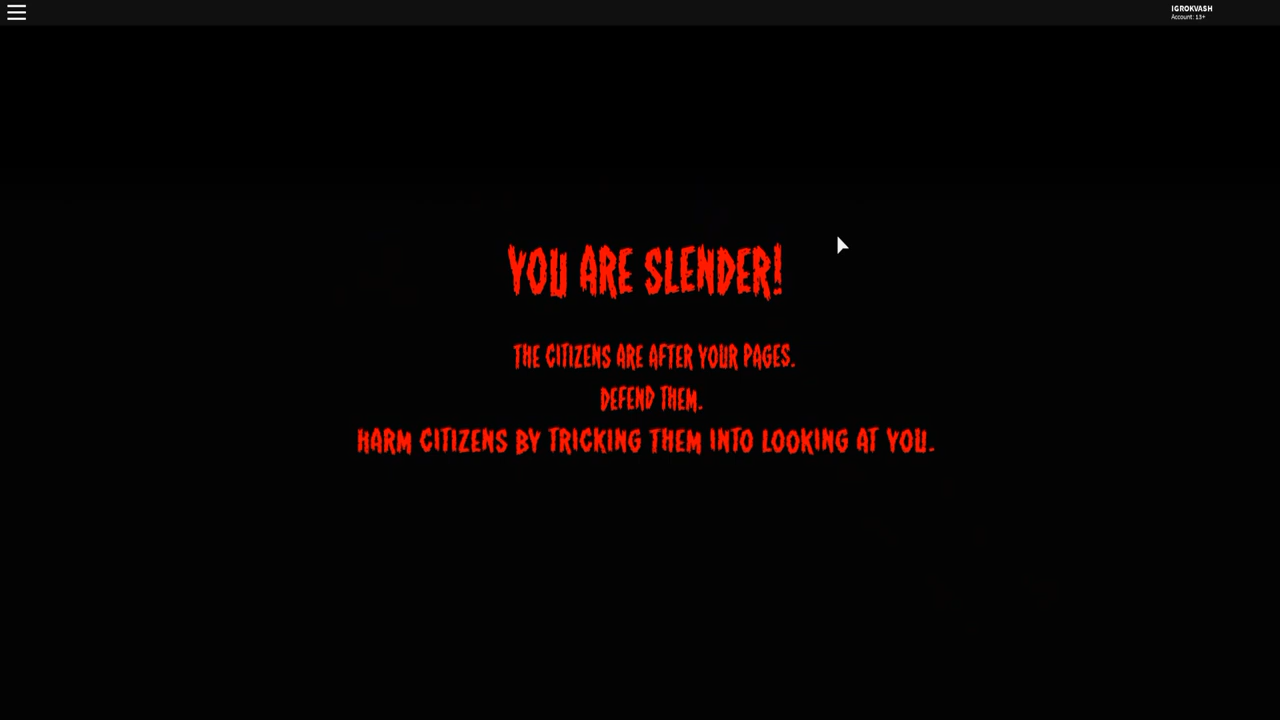 IGROKVASH
Account: 13+
YOU ARE SLENDER!
THE CITIZENS ARE AFTER YOUR PAGES.
DEFEND THEM.
HARM CITIZENS BY TRICKING THEM INTO LOOKING AT YOU.